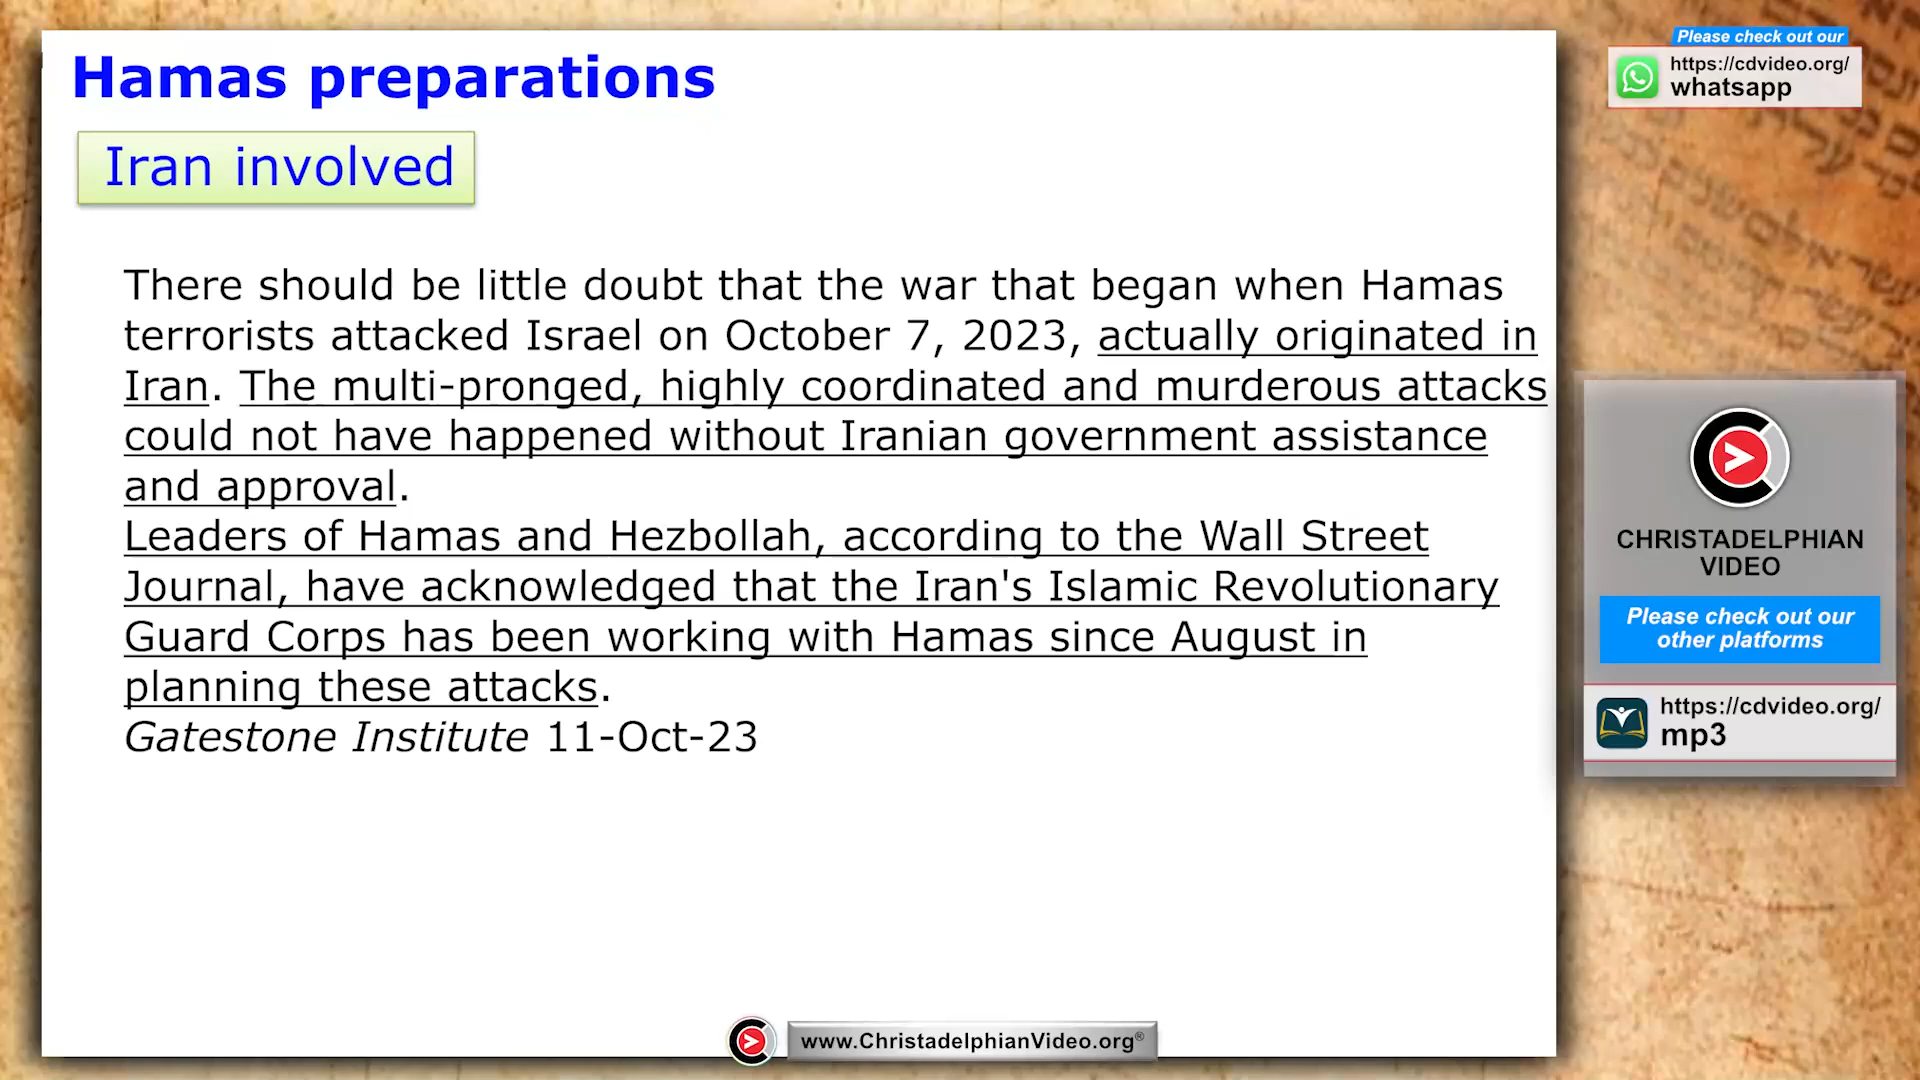 Hamas preparations
Iran involved
There should be little doubt that the war that began when Hamas
terrorists attacked Israel on October 7, 2023, actually originated in
Iran. The multi-pronged, highly coordinated and murderous attacks
could not have happened without Iranian government assistance
and approval.
Leaders of Hamas and Hezbollah, according to the Wall Street
Journal, have acknowledged that the Iran's Islamic Revolutionary
Guard Corps has been working with Hamas since August in
planning these attacks.
Gatestone Institute 11-Oct-23
Please check out our
https://cdvideo.org/
whatsapp
CHRISTADELPHIAN
VIDEO
Please check out our
other platforms
https://cdvideo.org/
mp3
www.ChristadelphianVideo.org®